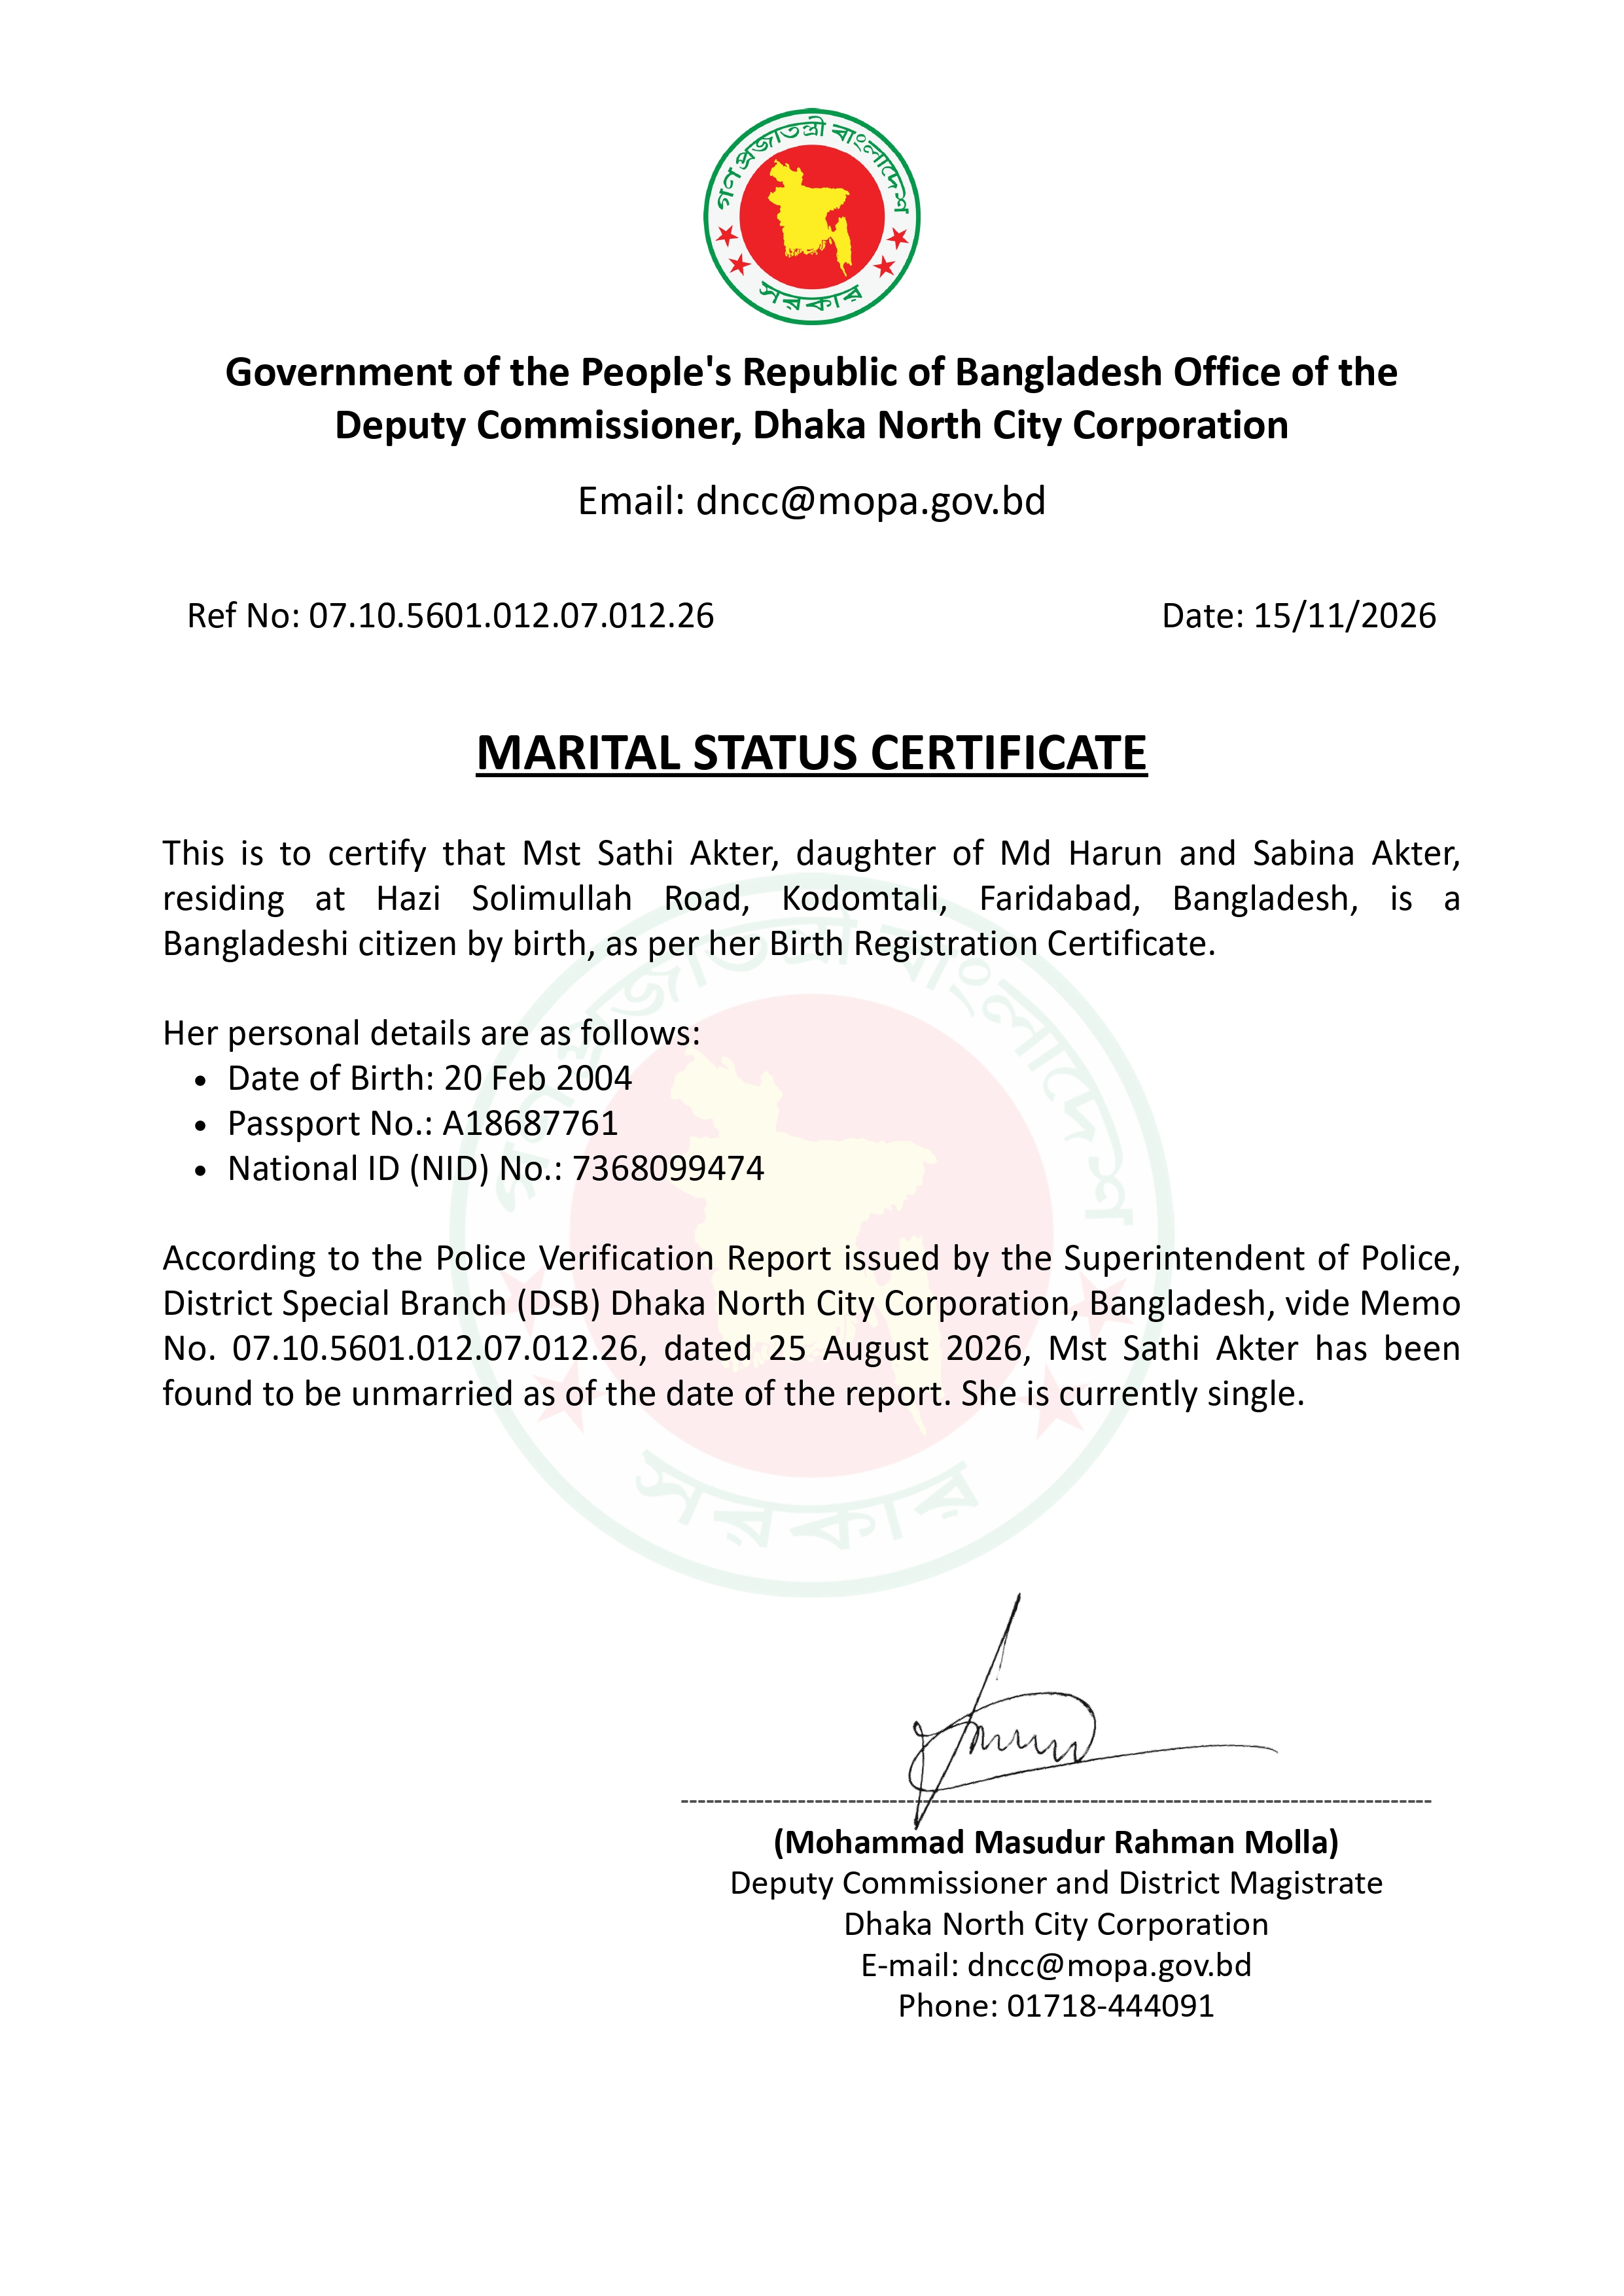 গণপ্রজাতন্ত্রী বাংলাদেশ
সরকার
Government of the People's Republic of Bangladesh Office of the
Deputy Commissioner, Dhaka North City Corporation
Email: dncc@mopa.gov.bd
Ref No: 07.10.5601.012.07.012.26 Date: 15/11/2026
MARITAL STATUS CERTIFICATE
This is to certify that Mst Sathi Akter, daughter of Md Harun and Sabina Akter,
residing at Hazi Solimullah Road, Kodomtali, Faridabad, Bangladesh, is a
Bangladeshi citizen by birth, as per her Birth Registration Certificate.
Her personal details are as follows:
• Date of Birth: 20 Feb 2004
• Passport No.: A18687761
• National ID (NID) No.: 7368099474
According to the Police Verification Report issued by the Superintendent of Police,
District Special Branch (DSB) Dhaka North City Corporation, Bangladesh, vide Memo
No. 07.10.5601.012.07.012.26, dated 25 August 2026, Mst Sathi Akter has been
found to be unmarried as of the date of the report. She is currently single.
গণপ্রজাতন্ত্রী বাংলাদেশ
সরকার
(Mohammad Masudur Rahman Molla)
Deputy Commissioner and District Magistrate
Dhaka North City Corporation
E-mail: dncc@mopa.gov.bd
Phone: 01718-444091